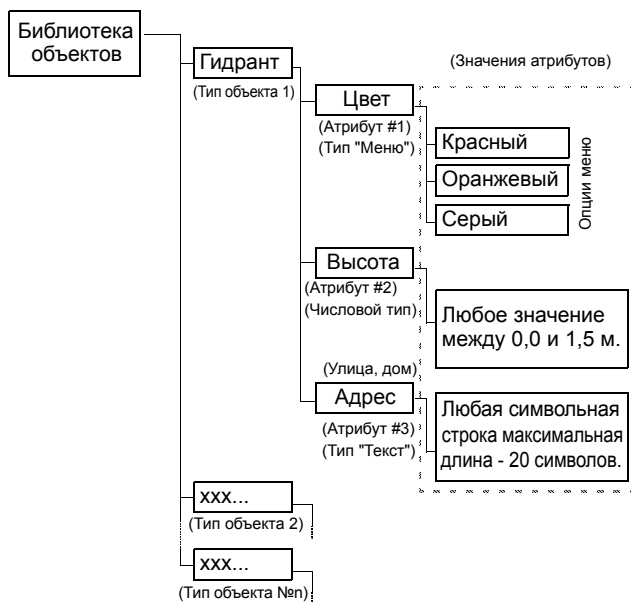 Библиотека
объектов
Гидрант
(Тип объекта 1)
(Значения атрибутов)
Цвет
(Атрибут #1)
(Тип "Меню")
Красный
Оранжевый
Серый
Опции меню
Высота
(Атрибут #2)
(Числовой тип)
Любое значение
между 0,0 и 1,5 м.
(Улица, дом)
Адрес
(Атрибут #3)
(Тип "Текст")
Любая символьная
строка максимальная
длина - 20 символов.
xxx...
(Тип объекта 2)
xxx...
(Тип объекта №n)